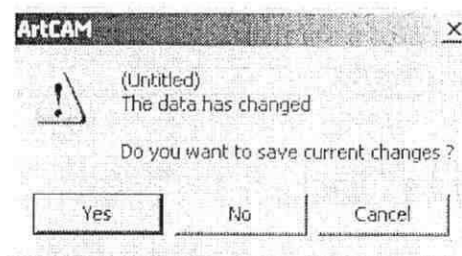 ArtCAM
(Untitled)
The data has changed
Do you want to save current changes ?
Yes
No
Cancel